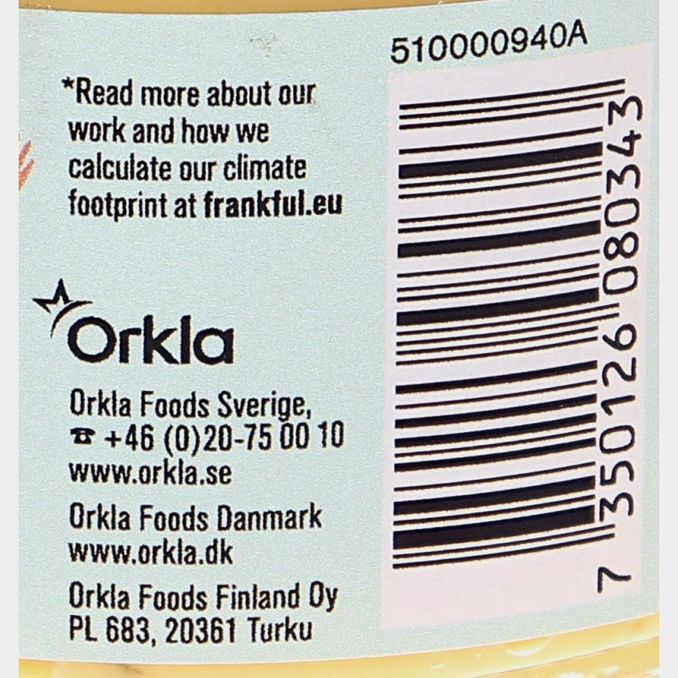 510000940A
*Read more about our
work and how we
calculate our climate
footprint at frankful.eu
Orkla
Orkla Foods Sverige,
☎ +46 (0)20-75 00 10
www.orkla.se
Orkla Foods Danmark
www.orkla.dk
Orkla Foods Finland Oy
PL 683, 20361 Turku
7 350126 080343